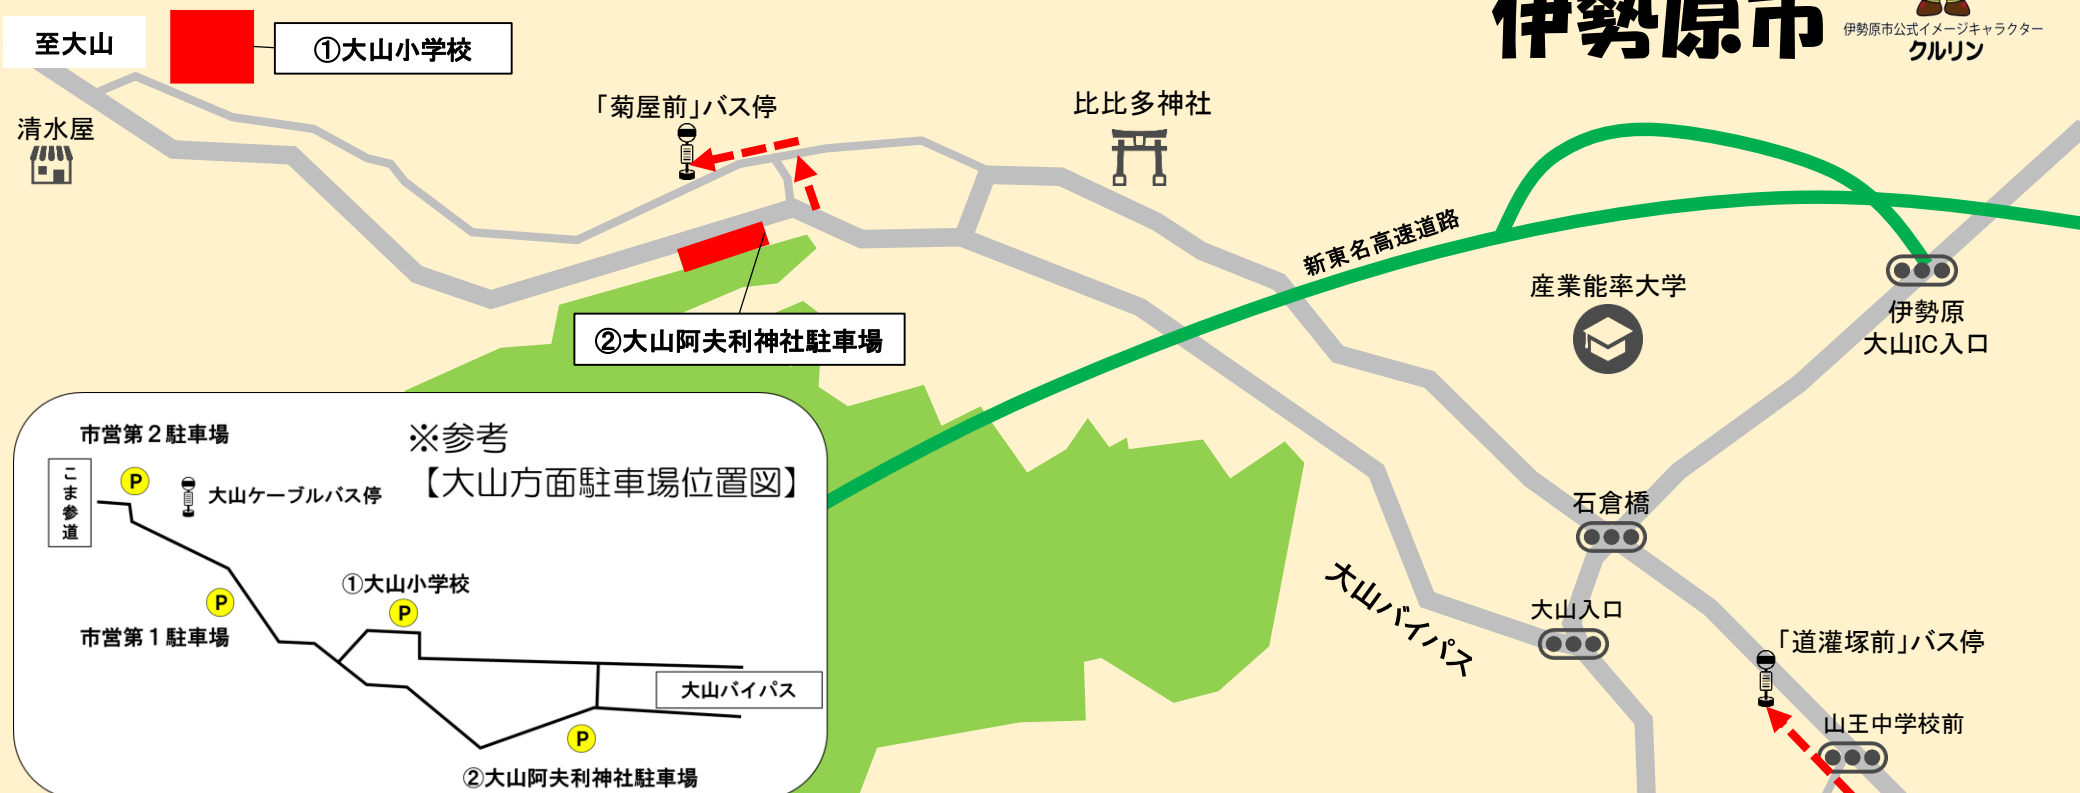 至大山
①大山小学校
伊勢原市
伊勢原市公式イメージキャラクター
クルリン
清水屋
「菊屋前」バス停
比比多神社
新東名高速道路
産業能率大学
伊勢原
大山IC入口
②大山阿夫利神社駐車場
石倉橋
大山バイパス
大山入口
「道灌塚前」バス停
山王中学校前
※参考
【大山方面駐車場位置図】
市営第２駐車場
P
こま参道
大山ケーブルバス停
P
市営第１駐車場
①大山小学校
P
大山バイパス
P
②大山阿夫利神社駐車場